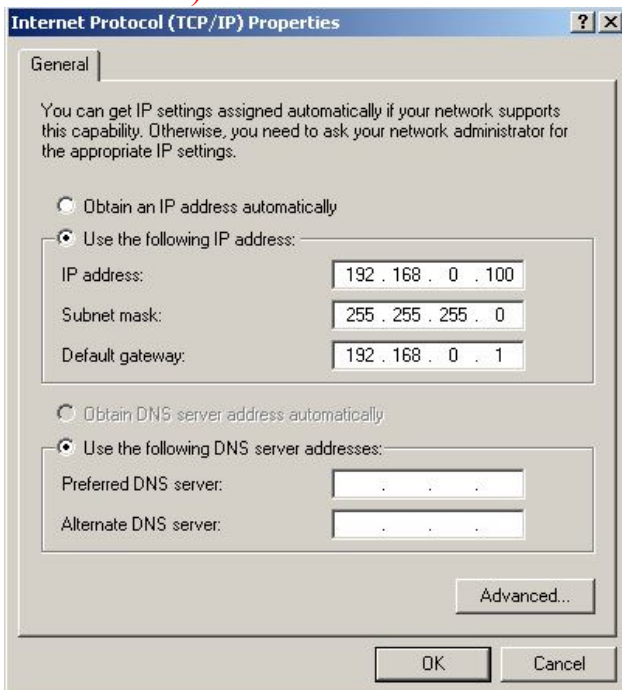 Internet Protocol (TCP/IP) Properties
General
You can get IP settings assigned automatically if your network supports
this capability. Otherwise, you need to ask your network administrator for
the appropriate IP settings.
Obtain an IP address automatically
Use the following IP address:
IP address: 192 . 168 . 0 . 100
Subnet mask: 255 . 255 . 255 . 0
Default gateway: 192 . 168 . 0 . 1
Obtain DNS server address automatically
Use the following DNS server addresses:
Preferred DNS server: . . .
Alternate DNS server: . . .
Advanced...
OK Cancel